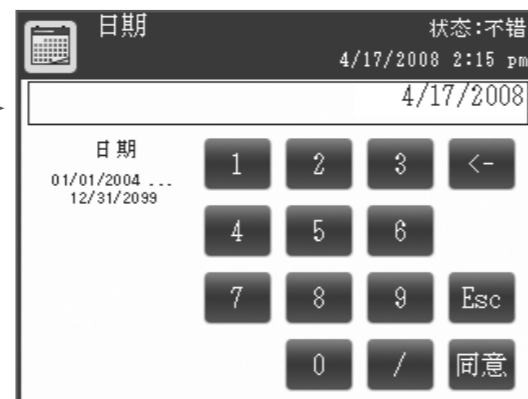 日期
状态:不错
4/17/2008 2:15 pm
4/17/2008
日期
01/01/2004 ...
12/31/2099
1 2 3 <-
4 5 6
7 8 9 Esc
0 / 同意